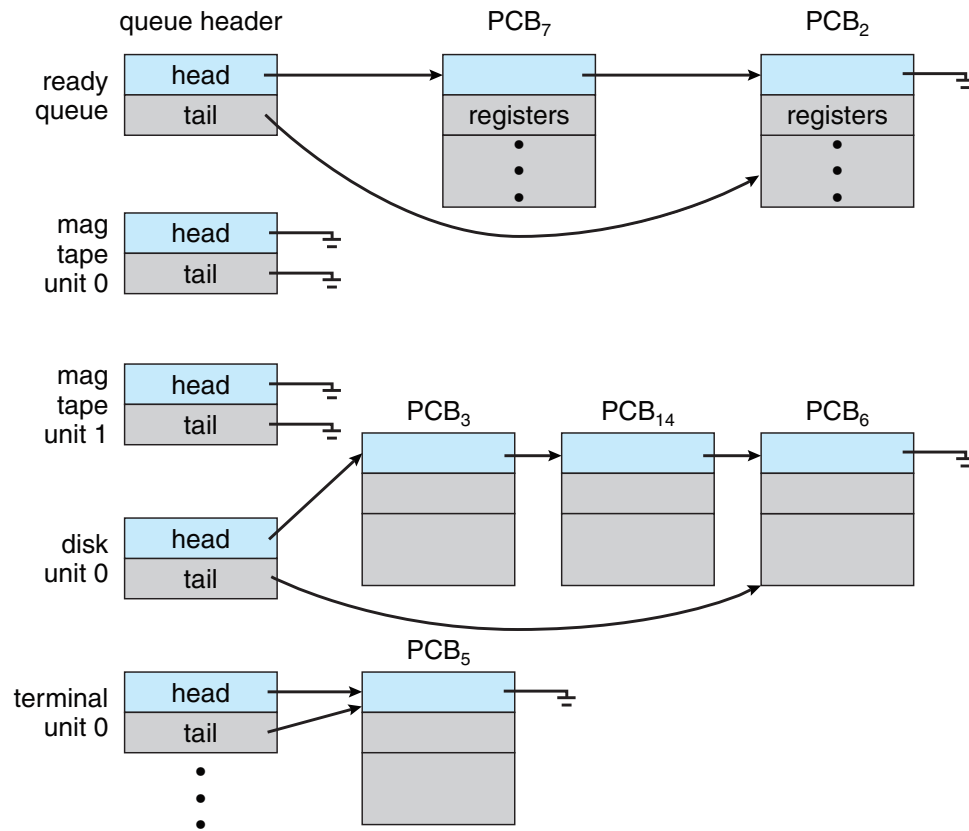 queue header
PCB₇
PCB₂
ready
queue
head
tail
registers
registers
mag
tape
unit 0
head
tail
mag
tape
unit 1
head
tail
PCB₃
PCB₁₄
PCB₆
disk
unit 0
head
tail
PCB₅
terminal
unit 0
head
tail